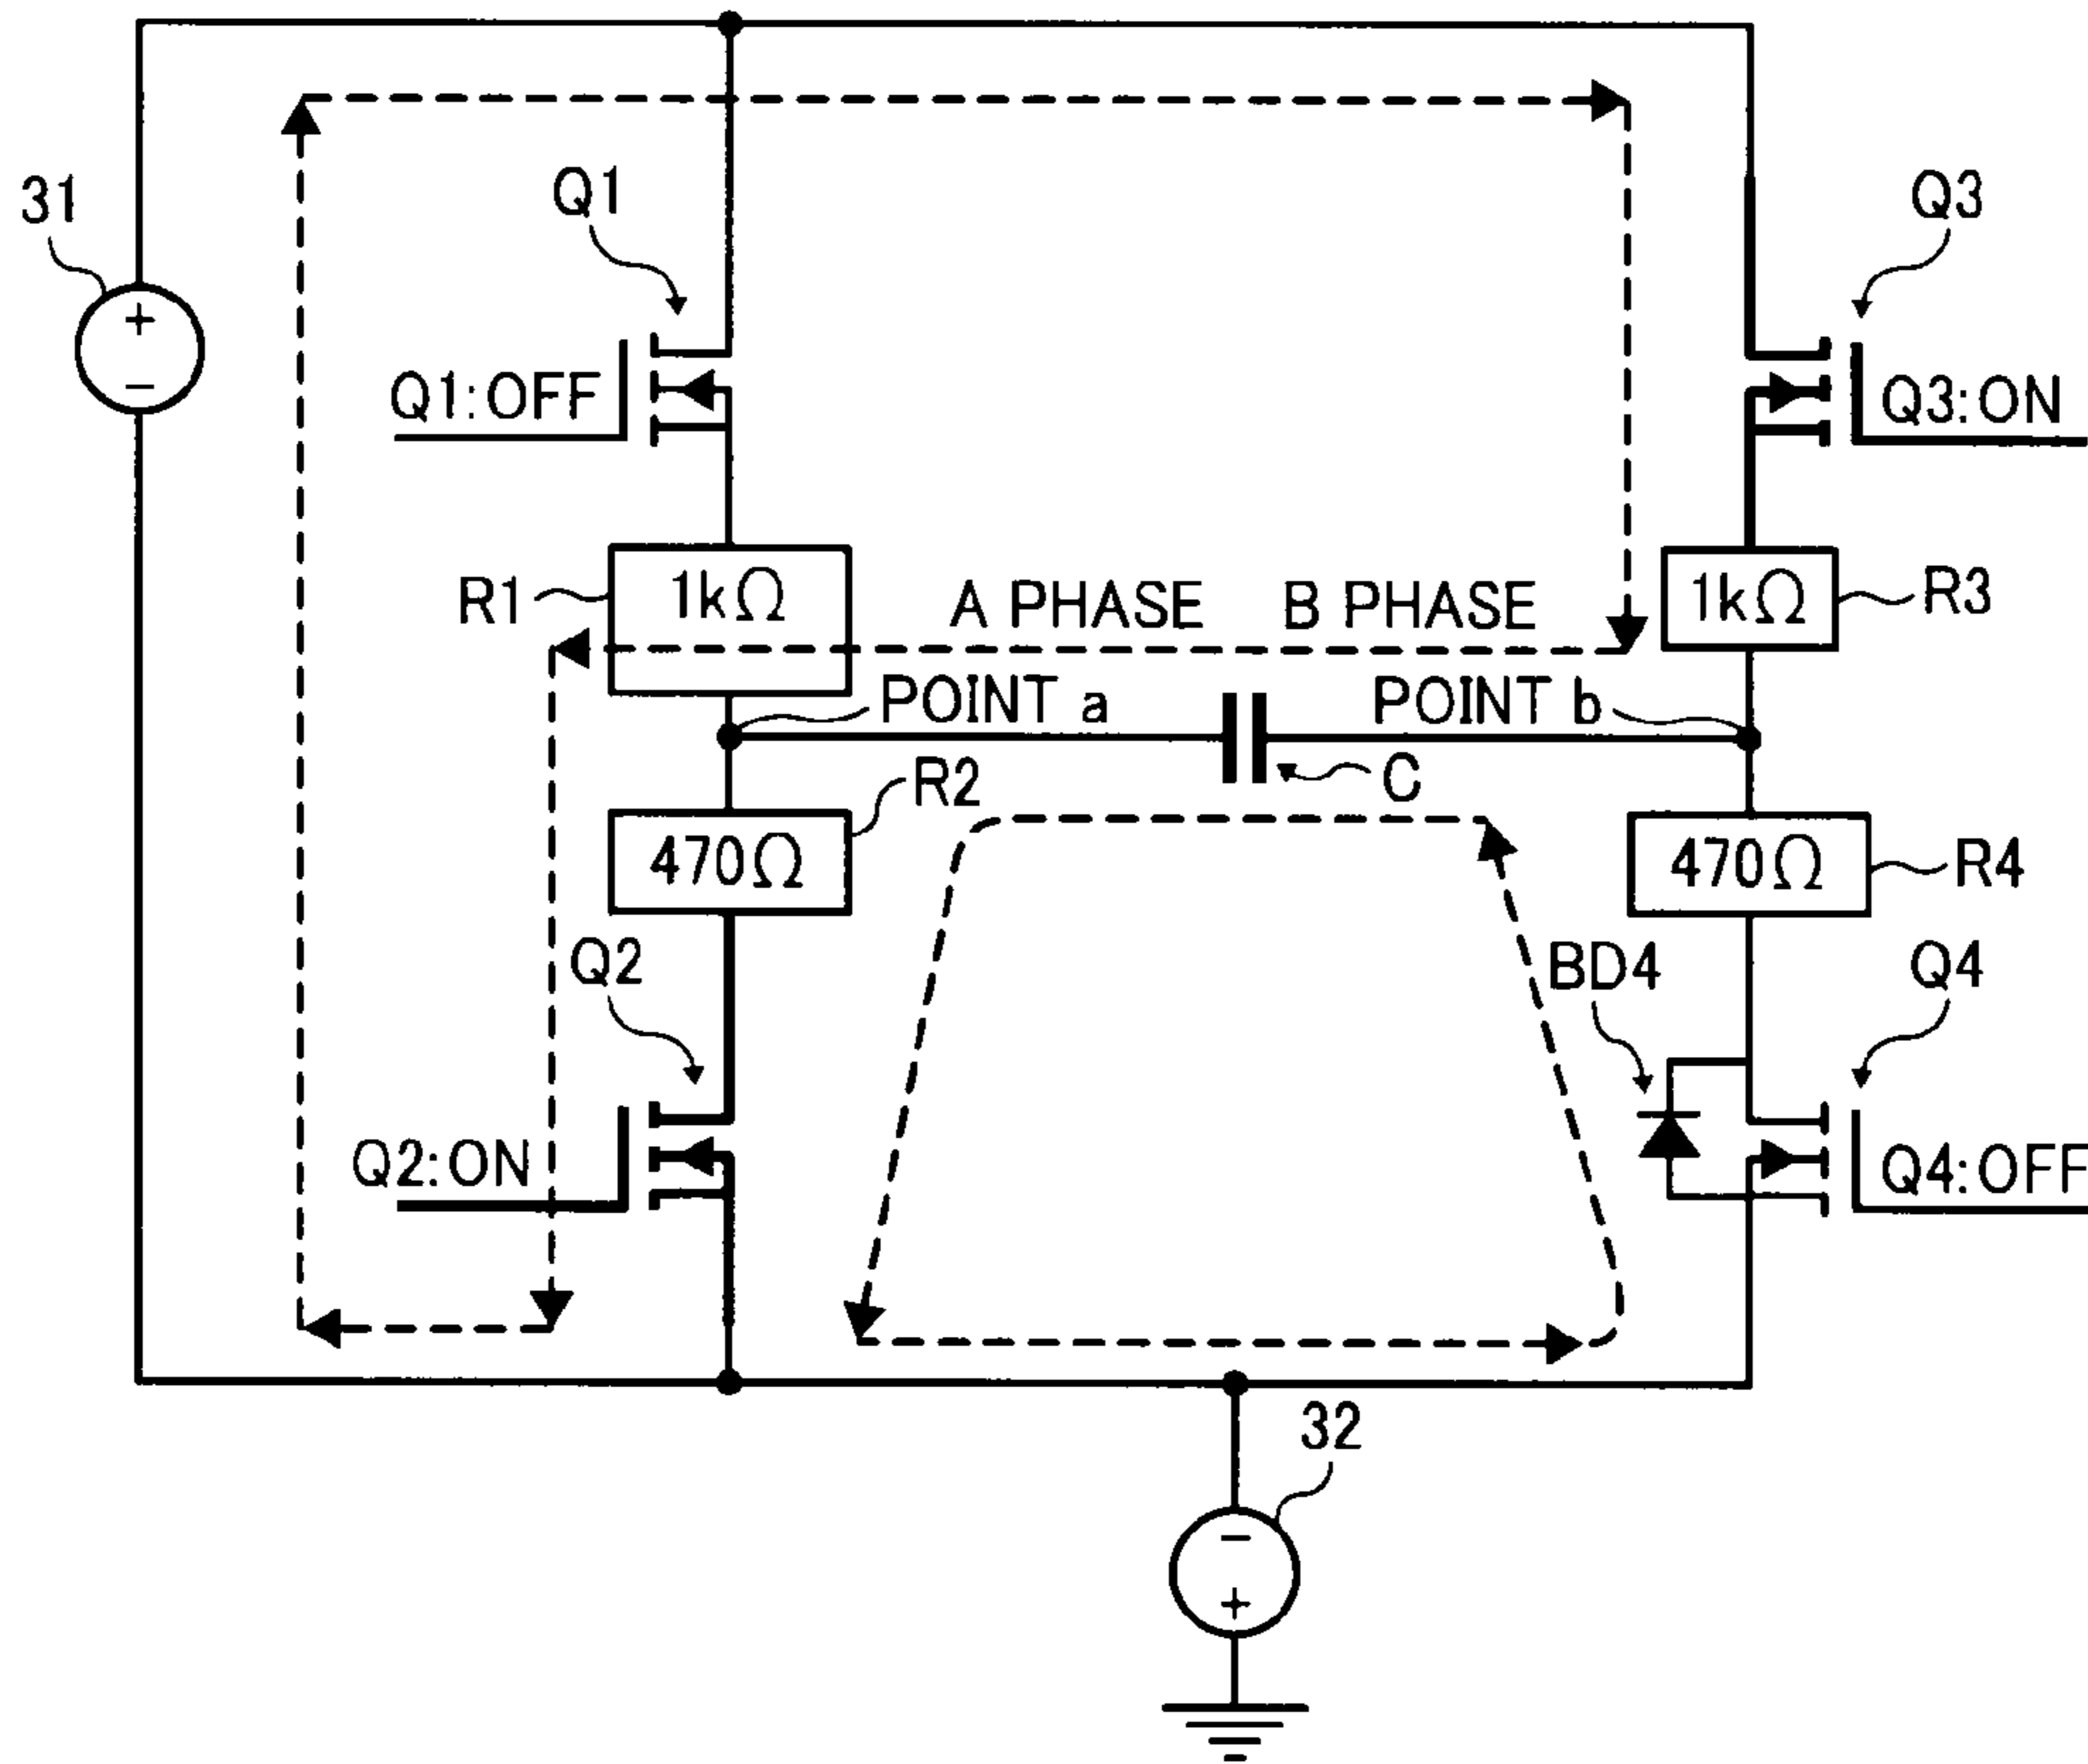 31
Q1
Q3
+
−
Q1:OFF
Q3:ON
R1
1kΩ
A PHASE
B PHASE
1kΩ
R3
POINT a
POINT b
C
R2
470Ω
470Ω
R4
Q2
BD4
Q4
Q2:ON
Q4:OFF
32
−
+